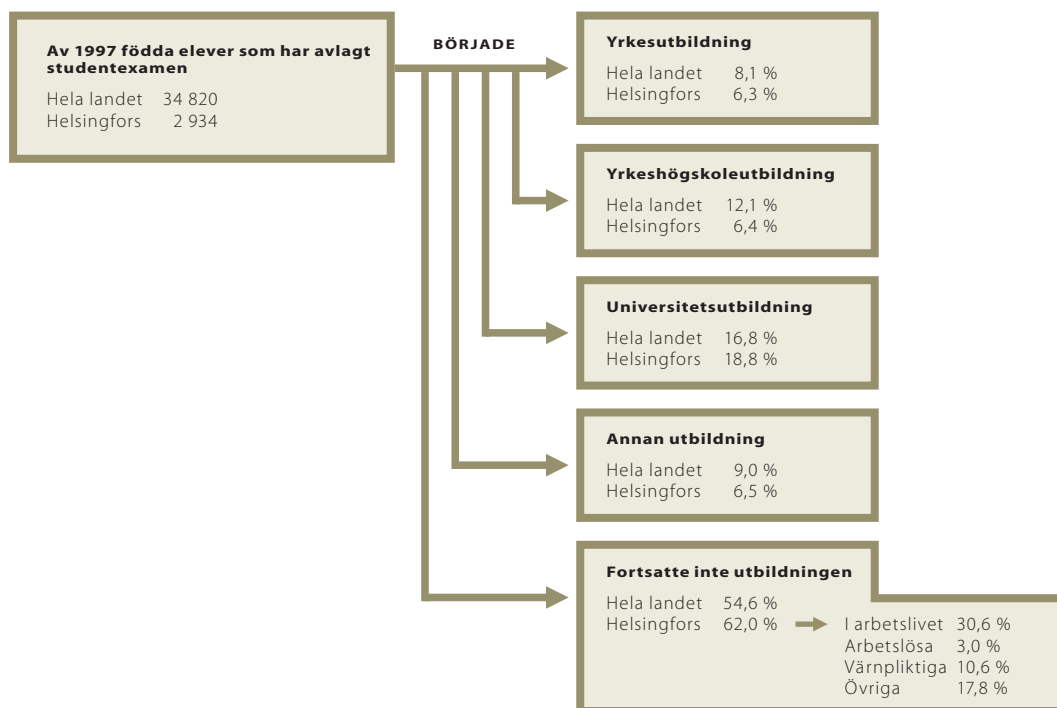 Av 1997 födda elever som har avlagt
studentexamen
Hela landet 34 820
Helsingfors 2 934
BÖRJADE
Yrkesutbildning
Hela landet 8,1 %
Helsingfors 6,3 %
Yrkeshögskoleutbildning
Hela landet 12,1 %
Helsingfors 6,4 %
Universitetsutbildning
Hela landet 16,8 %
Helsingfors 18,8 %
Annan utbildning
Hela landet 9,0 %
Helsingfors 6,5 %
Fortsatte inte utbildningen
Hela landet 54,6 %
Helsingfors 62,0 %
I arbetslivet 30,6 %
Arbetslösa 3,0 %
Värnpliktiga 10,6 %
Övriga 17,8 %